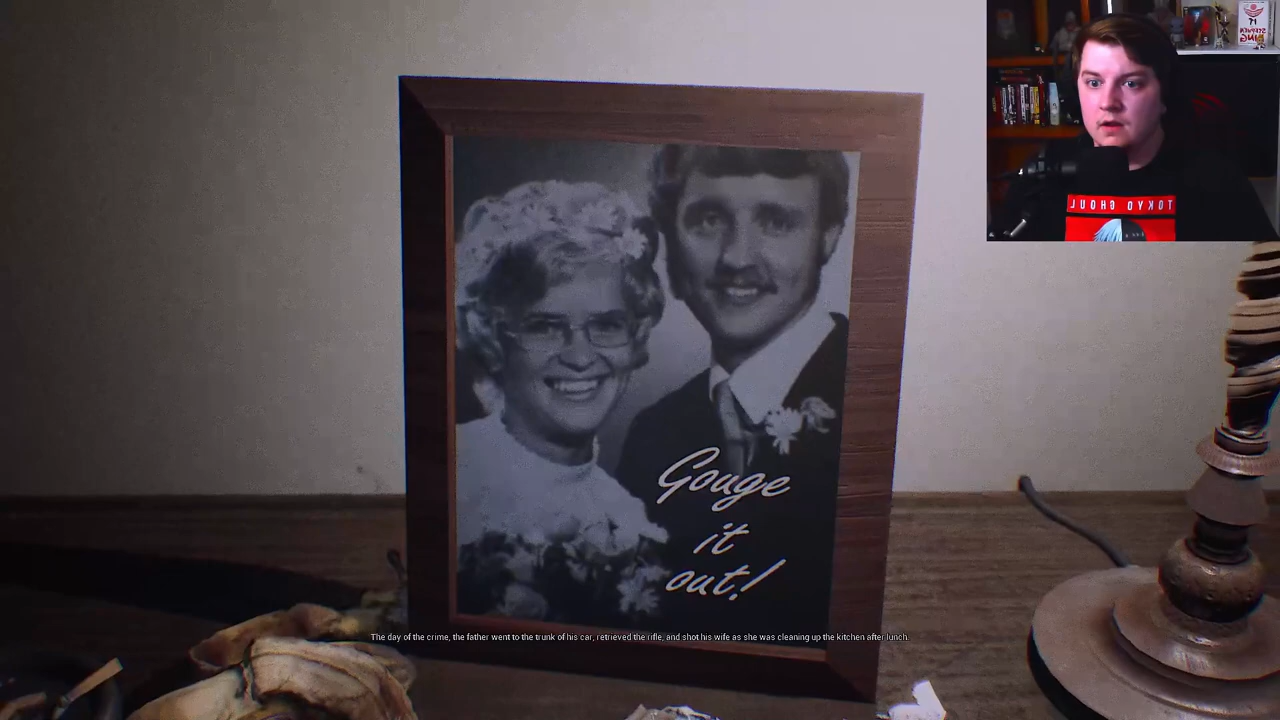 TOKYO GHOUL
Gouge
it
out!
The day of the crime, the father went to the trunk of his car, retrieved the rifle, and shot his wife as she was cleaning up the kitchen after lunch.